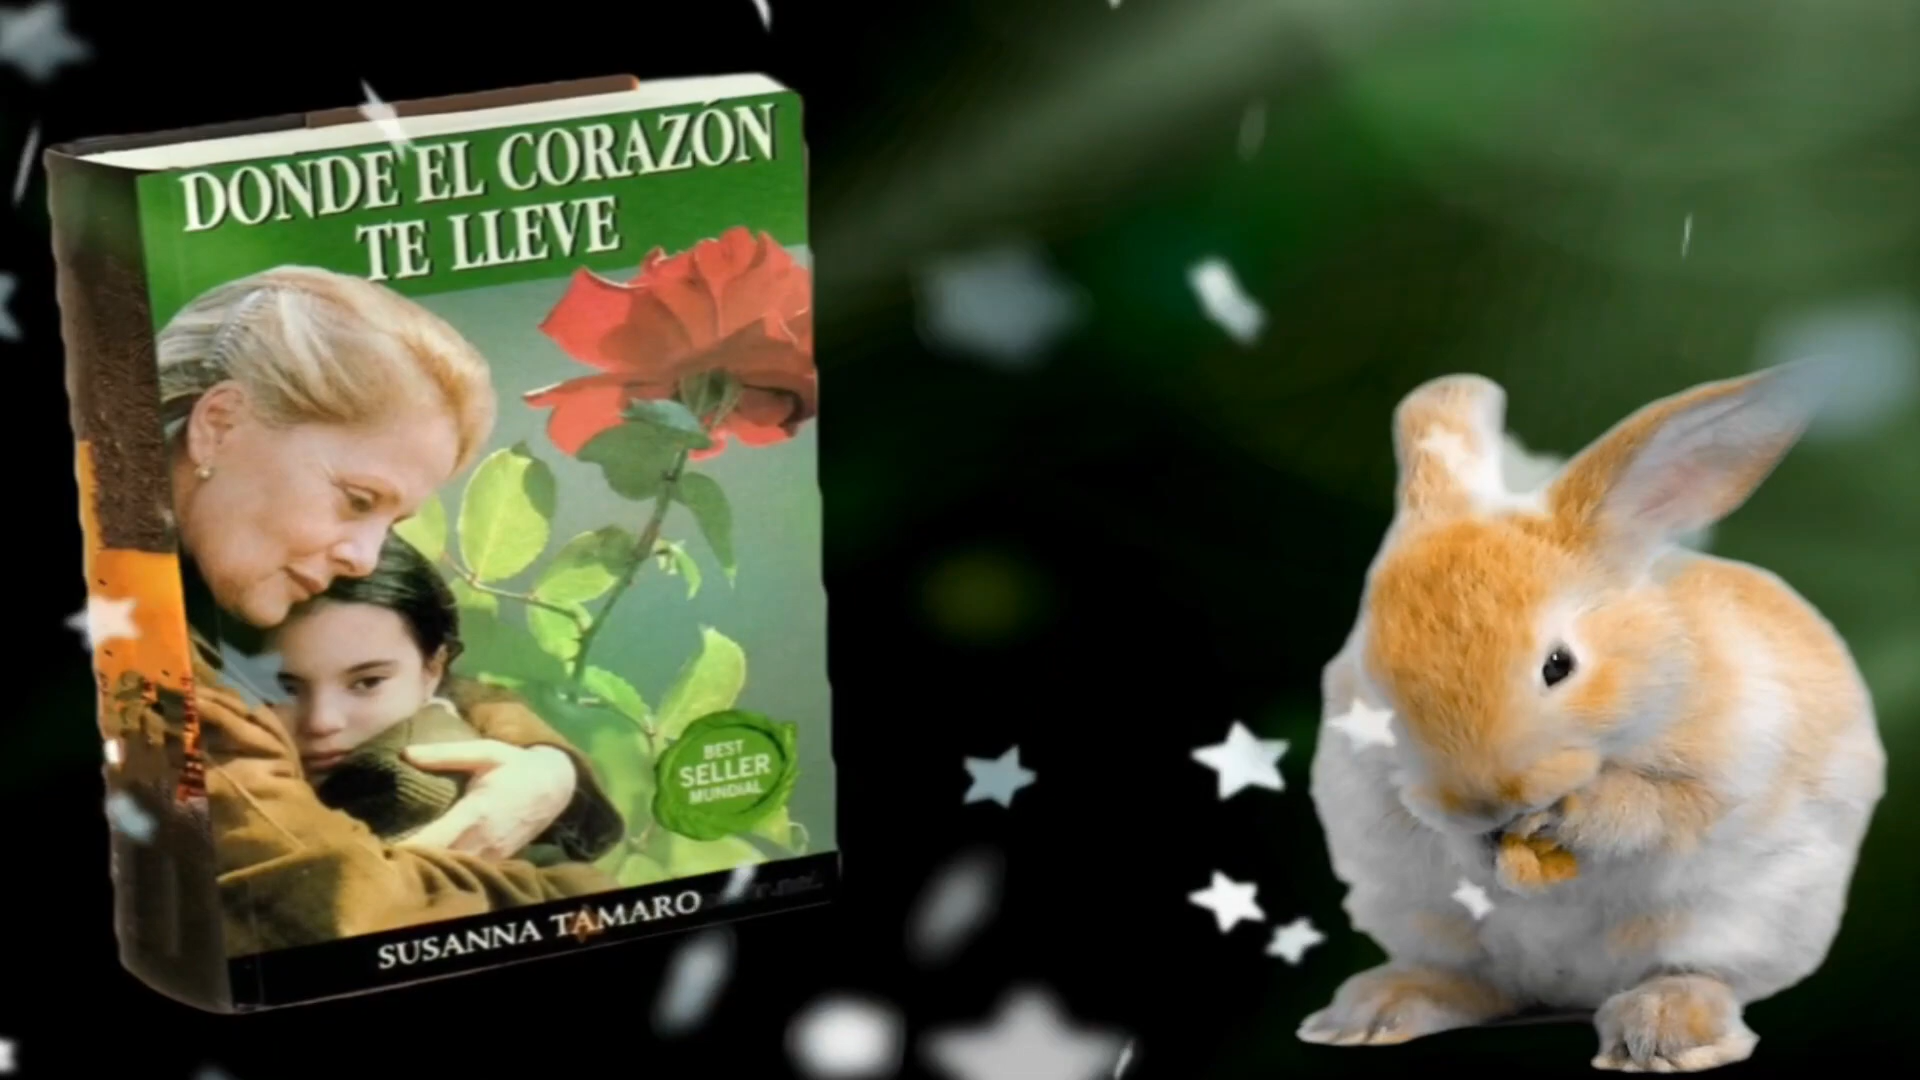 DONDE EL CORAZÓN
TE LLEVE
BEST
SELLER
MUNDIAL
SUSANNA TAMARO